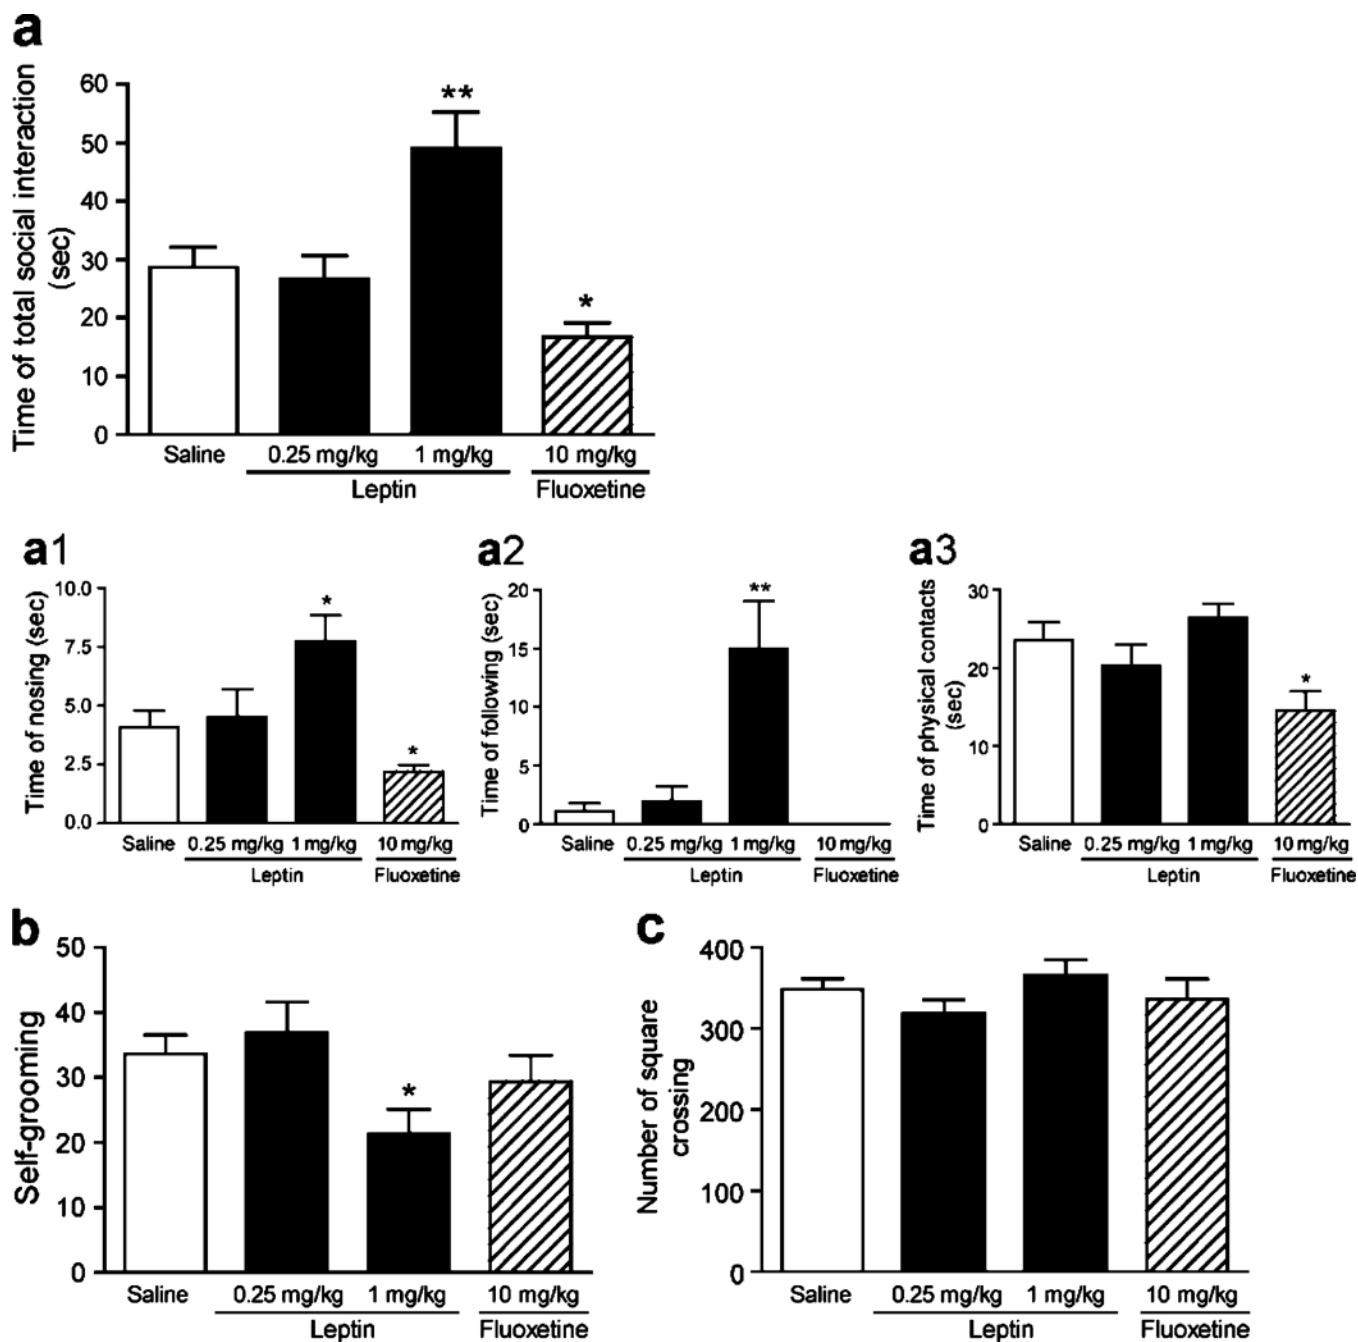 a
Time of total social interaction
(sec)
60
50
40
30
20
10
0
**
*
Saline
0.25 mg/kg
1 mg/kg
10 mg/kg
Leptin
Fluoxetine
a1
Time of nosing (sec)
10.0
7.5
5.0
2.5
0.0
*
*
Saline
0.25 mg/kg
1 mg/kg
10 mg/kg
Leptin
Fluoxetine
a2
Time of following (sec)
20
15
10
5
0
**
Saline
0.25 mg/kg
1 mg/kg
10 mg/kg
Leptin
Fluoxetine
a3
Time of physical contacts
(sec)
30
20
10
0
*
Saline
0.25 mg/kg
1 mg/kg
10 mg/kg
Leptin
Fluoxetine
b
Self-grooming
50
40
30
20
10
0
*
Saline
0.25 mg/kg
1 mg/kg
10 mg/kg
Leptin
Fluoxetine
c
Number of square
crossing
400
300
200
100
0
Saline
0.25 mg/kg
1 mg/kg
10 mg/kg
Leptin
Fluoxetine